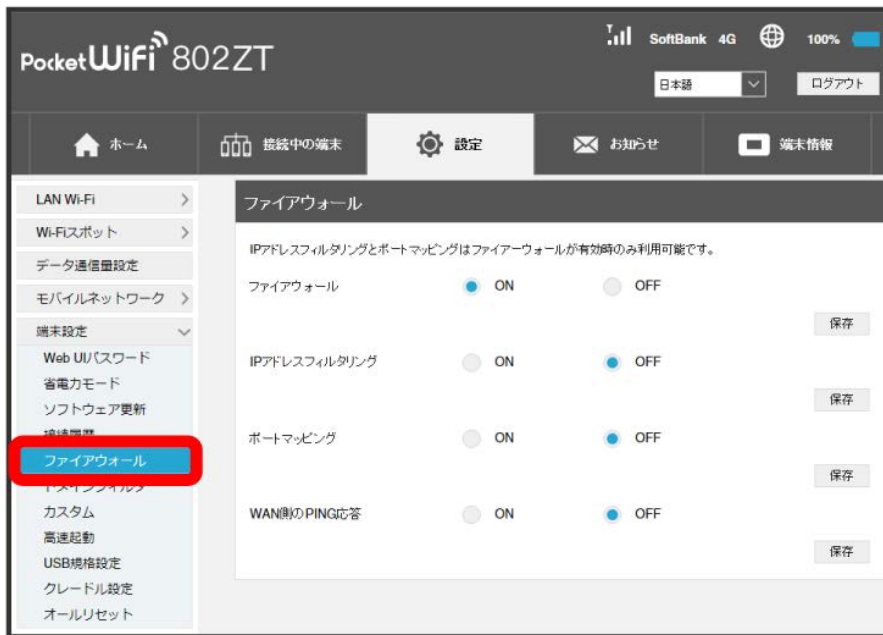 Pocket WiFi 802ZT
SoftBank 4G 100%
日本語 ログアウト
ホーム 接続中の端末 設定 お知らせ 端末情報
LAN Wi-Fi
Wi-Fiスポット
データ通信量設定
モバイルネットワーク
端末設定
Web UIパスワード
省電力モード
ソフトウェア更新
接続履歴
ファイアウォール
ドメインフィルタ
カスタム
高速起動
USB規格設定
クレードル設定
オールリセット
ファイアウォール
IPアドレスフィルタリングとポートマッピングはファイアーウォールが有効時のみ利用可能です。
ファイアウォール ON OFF
保存
IPアドレスフィルタリング ON OFF
保存
ポートマッピング ON OFF
保存
WAN側のPING応答 ON OFF
保存